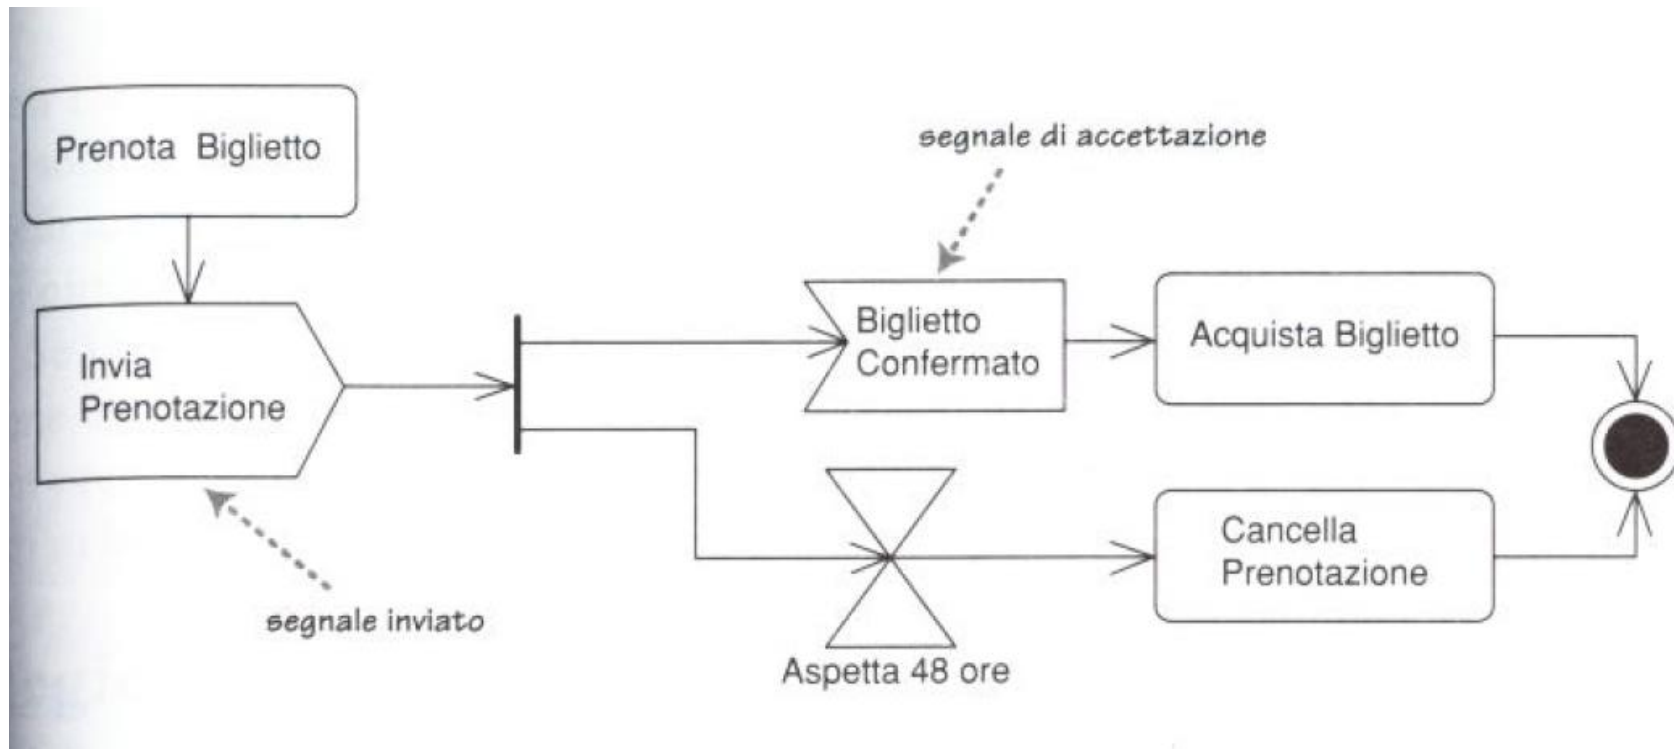 Prenota Biglietto
segnale di accettazione
Invia
Prenotazione
Biglietto
Confermato
Acquista Biglietto
segnale inviato
Cancella
Prenotazione
Aspetta 48 ore